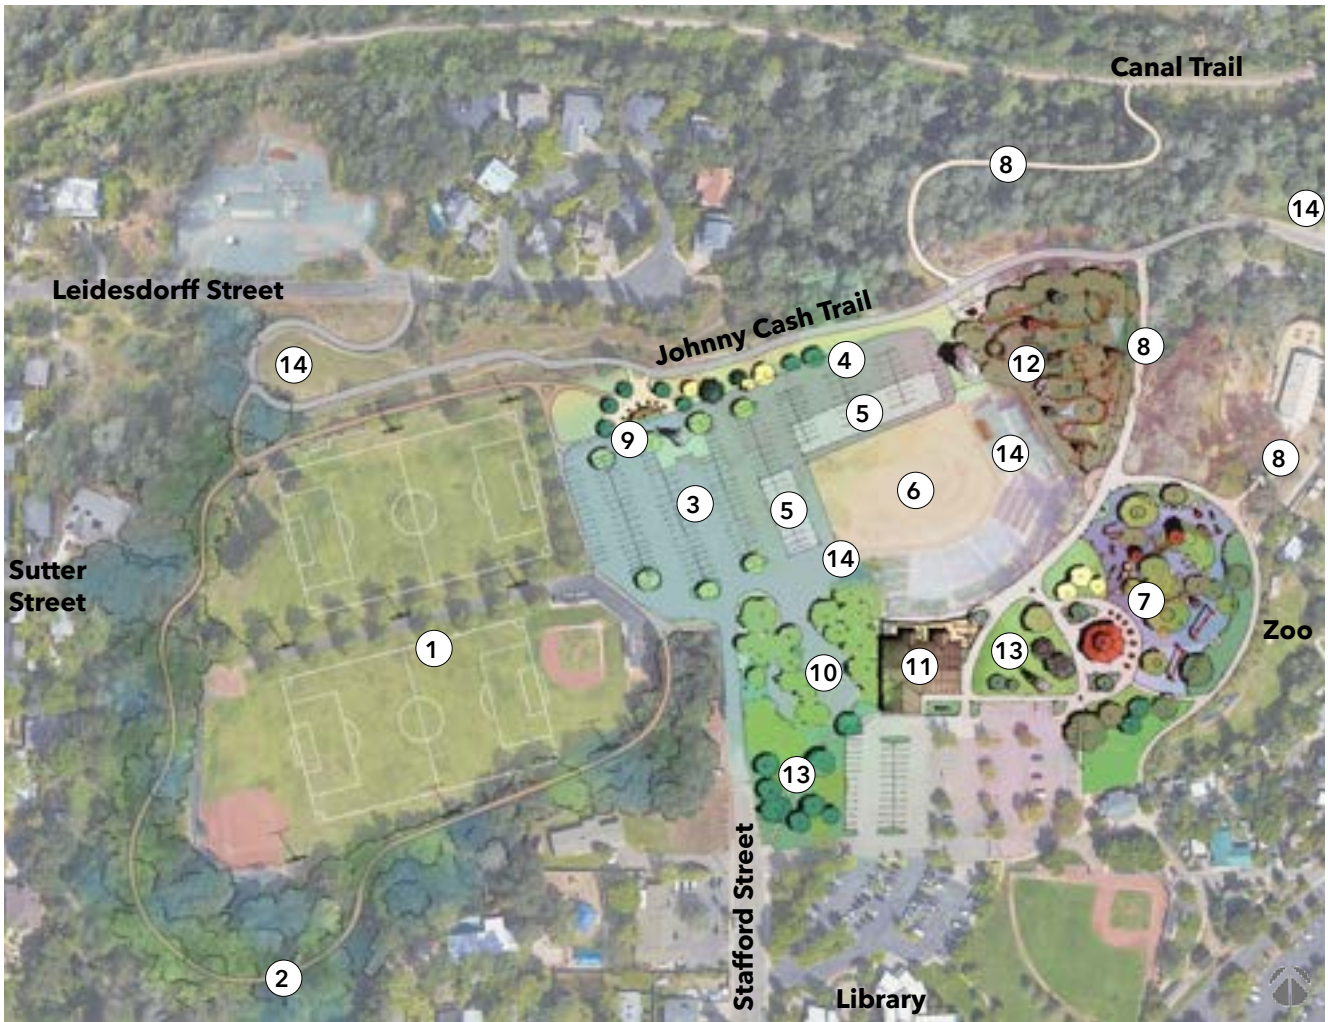 Canal Trail
8
14
Leidesdorff Street
Johnny Cash Trail
14
4
8
12
5
9
14
8
3
6
5
14
Sutter
Street
7
1
Zoo
13
11
10
13
Stafford Street
2
Library